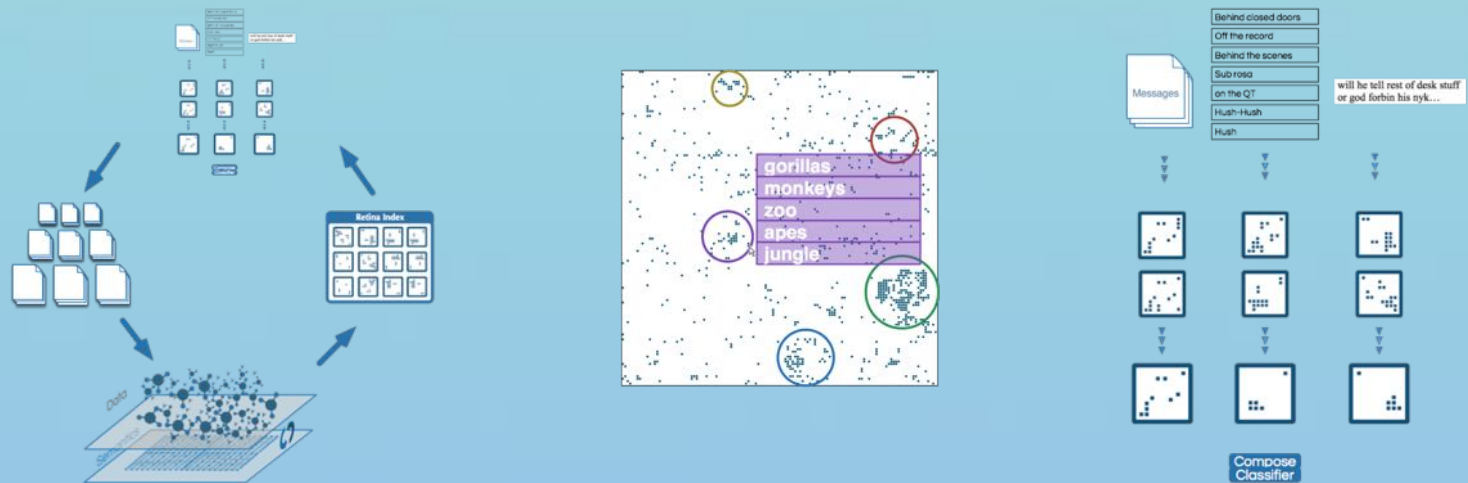 Retina Index
Data
gorillas
monkeys
zoo
apes
jungle
Messages
Behind closed doors
Off the record
Behind the scenes
Sub rosa
on the QT
Hush-Hush
Hush
will he tell rest of desk stuff
or god forbin his nyk...
Compose
Classifier